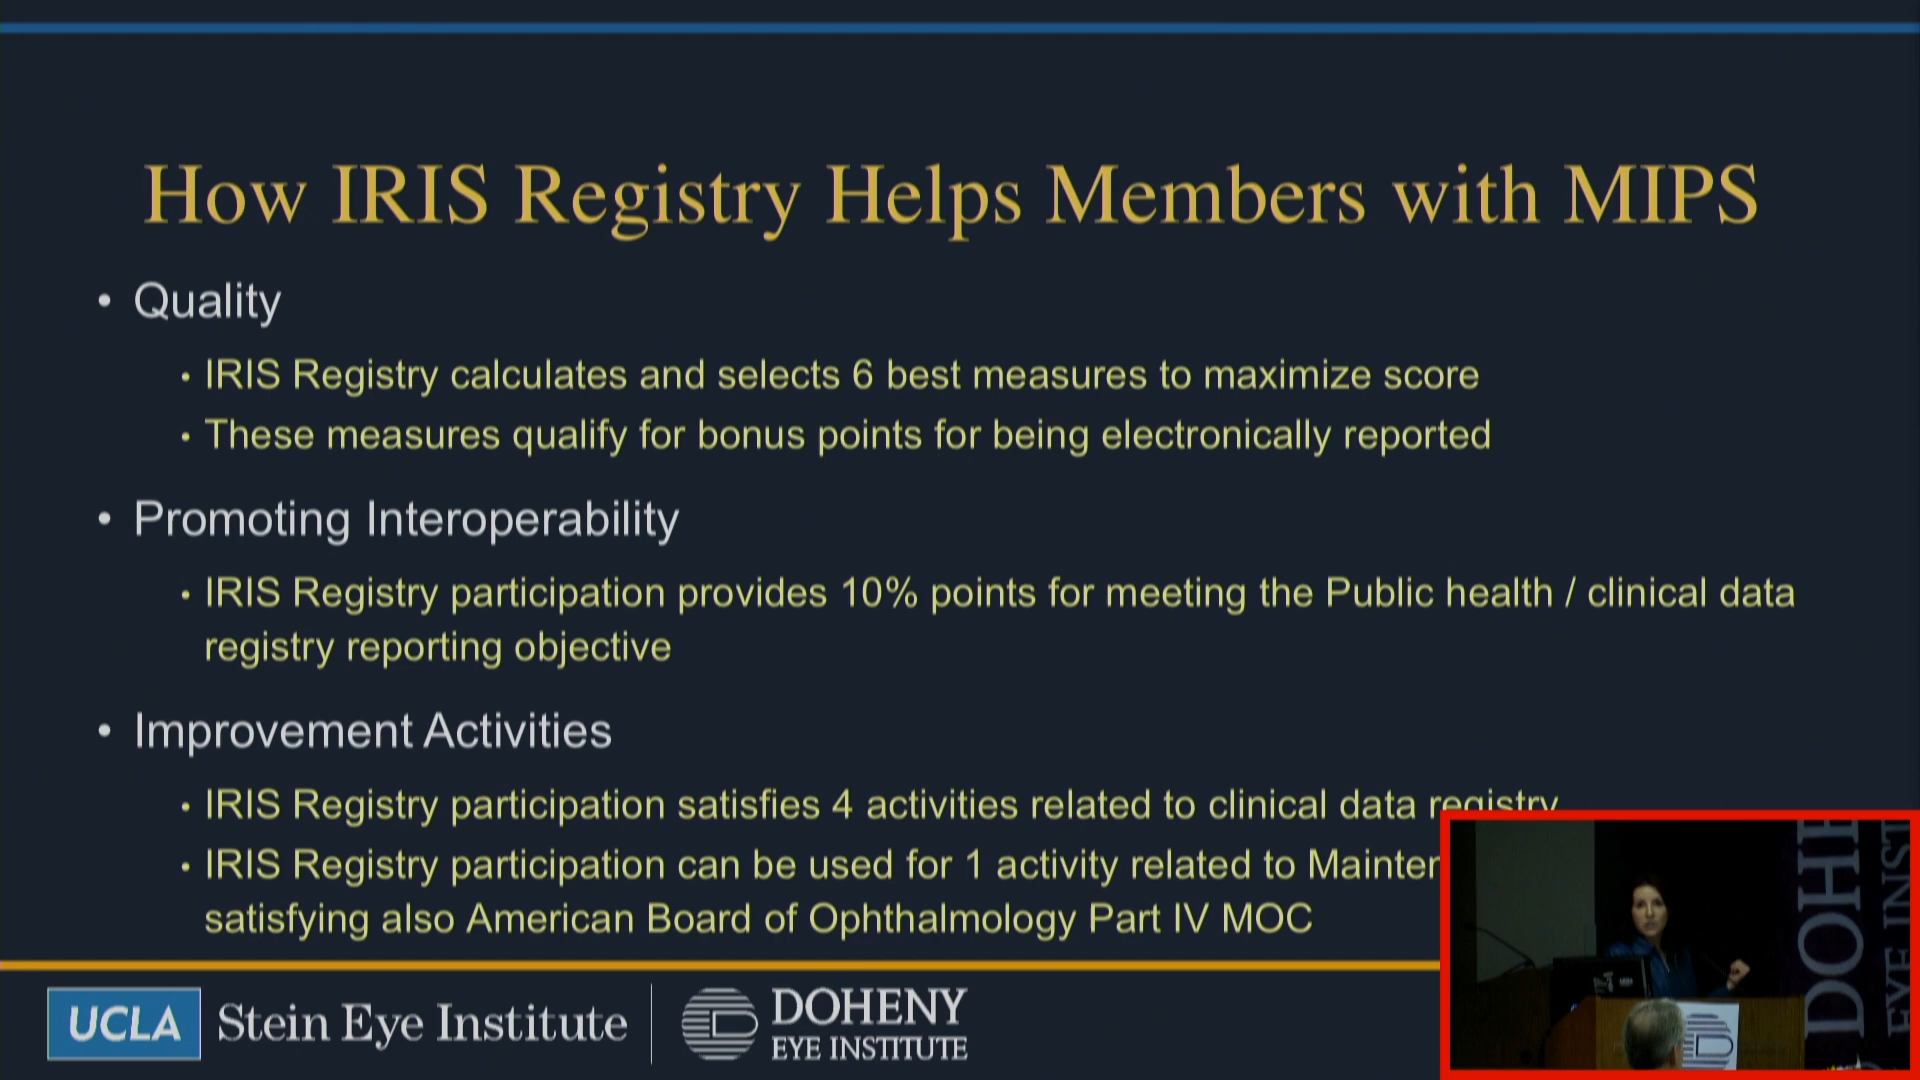 How IRIS Registry Helps Members with MIPS
• Quality
• IRIS Registry calculates and selects 6 best measures to maximize score
• These measures qualify for bonus points for being electronically reported
• Promoting Interoperability
• IRIS Registry participation provides 10% points for meeting the Public health / clinical data
registry reporting objective
• Improvement Activities
• IRIS Registry participation satisfies 4 activities related to clinical data registry
• IRIS Registry participation can be used for 1 activity related to
satisfying also American Board of Ophthalmology Part IV MOC
UCLA Stein Eye Institute
DOHENY
EYE INSTITUTE
DOHE
EYE INST